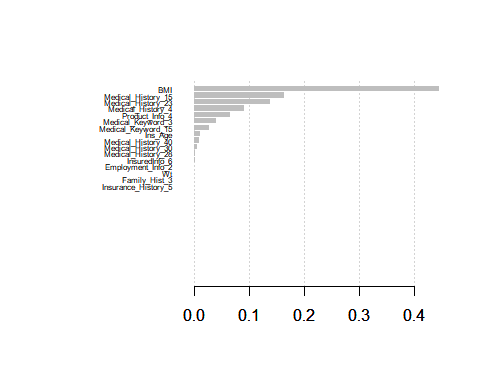 BMI
Medical_History_15
Medical_History_23
Medical_History_4
Product_Info_4
Medical_Keyword_3
Medical_Keyword_15
Ins_Age
Medical_History_40
Medical_History_30
Medical_History_28
InsuredInfo_6
Employment_Info_2
Wt
Family_Hist_3
Insurance_History_5
0.0 0.1 0.2 0.3 0.4